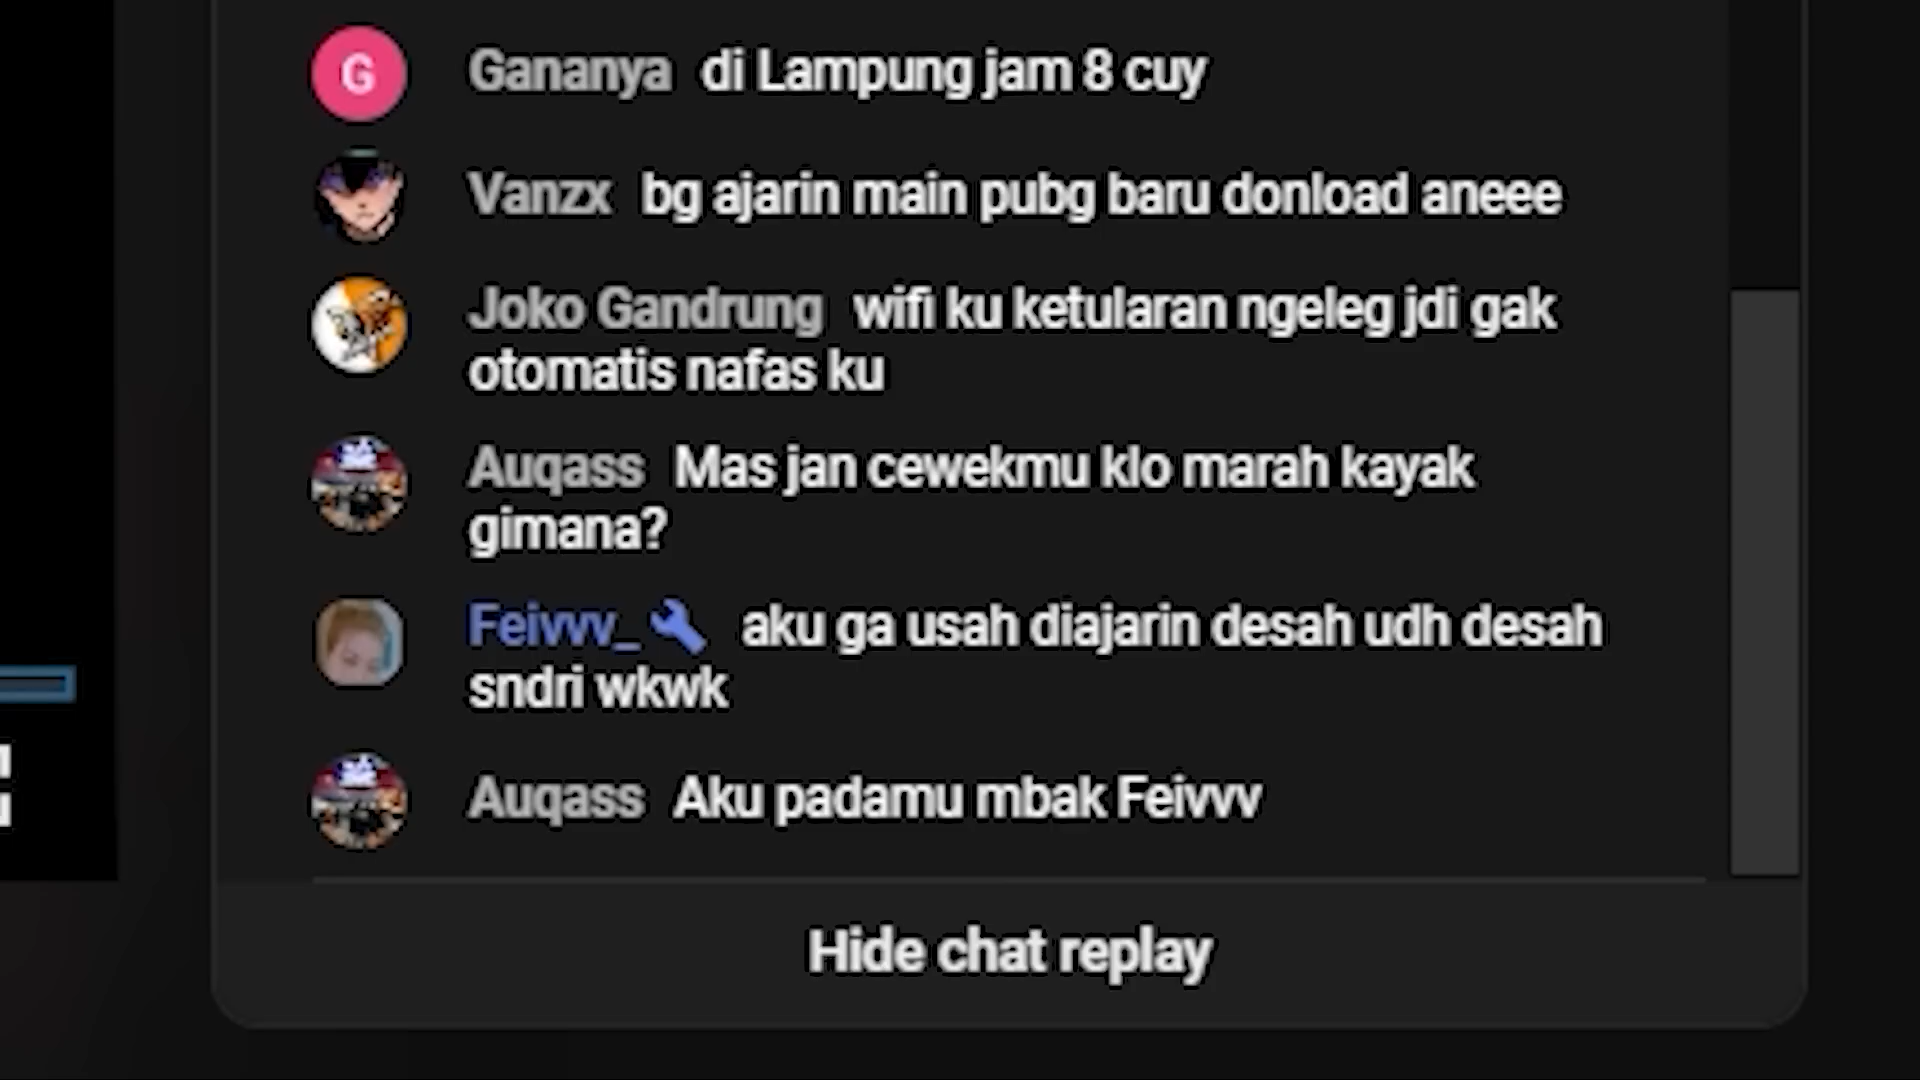 G
Gananya di Lampung jam 8 cuy
Vanzx bg ajarin main pubg baru donload aneee
Joko Gandrung wifi ku ketularan ngeleg jdi gak
otomatis nafas ku
Auqass Mas jan cewekmu klo marah kayak
gimana?
Feivvv_ aku ga usah diajarin desah udh desah
sndri wkwk
Auqass Aku padamu mbak Feivvv
Hide chat replay